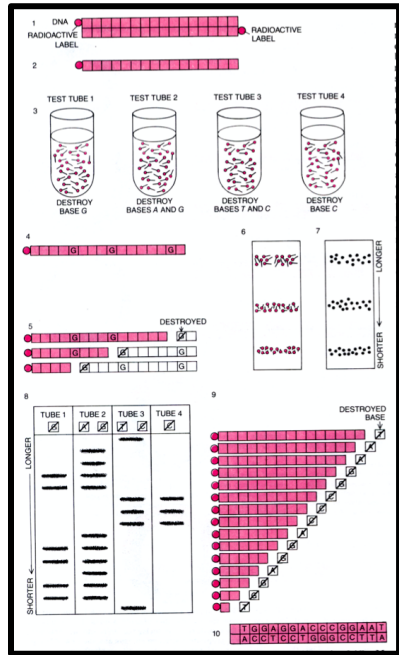 1 DNA
RADIOACTIVE
LABEL
RADIOACTIVE
LABEL
2
3
TEST TUBE 1 TEST TUBE 2 TEST TUBE 3 TEST TUBE 4
DESTROY
BASE G
DESTROY
BASES A AND G
DESTROY
BASES T AND C
DESTROY
BASE C
4
G G G
5
DESTROYED
G G G
G G G
G G G
6
7
LONGER
SHORTER
8
TUBE 1 TUBE 2 TUBE 3 TUBE 4
G A G T C C
LONGER
SHORTER
9
DESTROYED
BASE
T
A
A
G
G
C
C
C
A
G
G
A
G
G
T
10
T G G A G G A C C C G G A A T
A C C T C C T G G G C C T T A